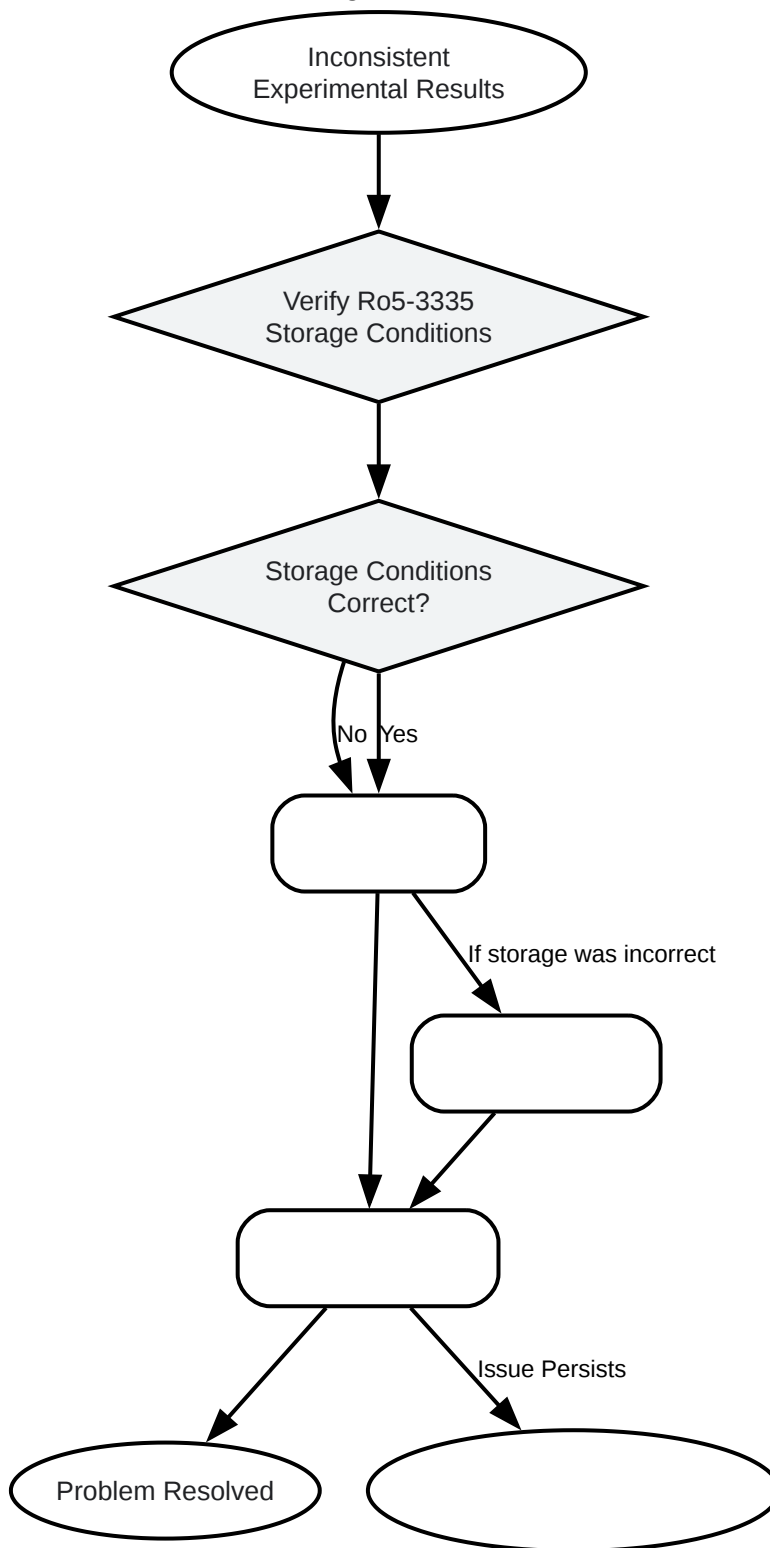 Inconsistent
Experimental Results
Verify Ro5-3335
Storage Conditions
Storage Conditions
Correct?
No Yes
If storage was incorrect
Issue Persists
Problem Resolved